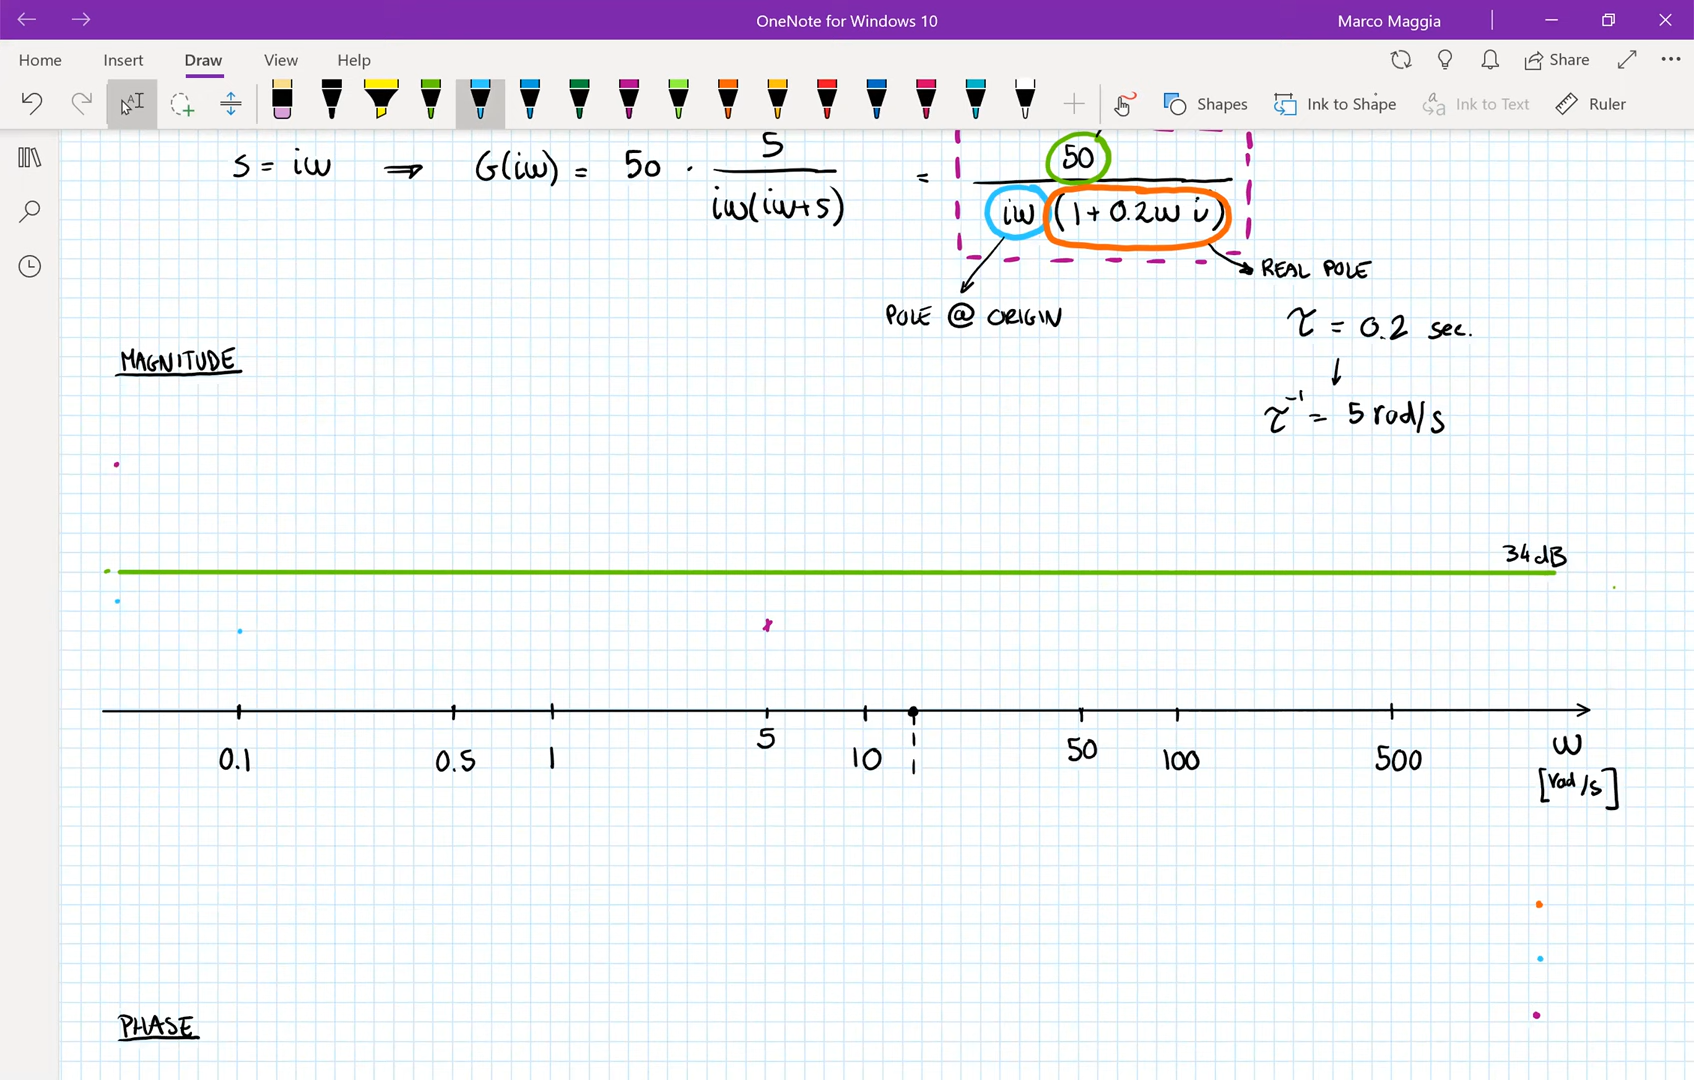 OneNote for Windows 10
Marco Maggia
Home Insert Draw View Help
Share
Shapes Ink to Shape Ink to Text Ruler
s = iω ⇒ G(iω) = 50 · 5 / iω(iω+5) = 50 / iω (1 + 0.2ω i)
REAL POLE
POLE @ ORIGIN
τ = 0.2 sec.
MAGNITUDE
τ⁻¹ = 5 rad/s
34 dB
0.1 0.5 1 5 10 50 100 500 ω
[rad/s]
PHASE